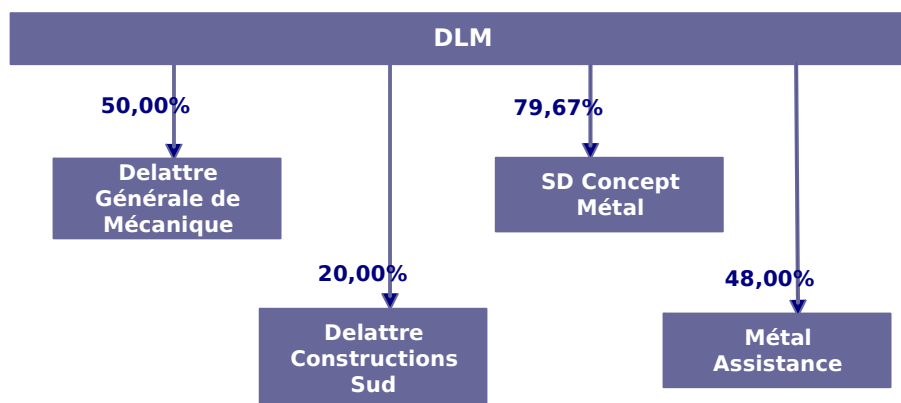 DLM
50,00%
79,67%
Delattre
Générale de
Mécanique
SD Concept
Métal
20,00%
48,00%
Delattre
Constructions
Sud
Métal
Assistance